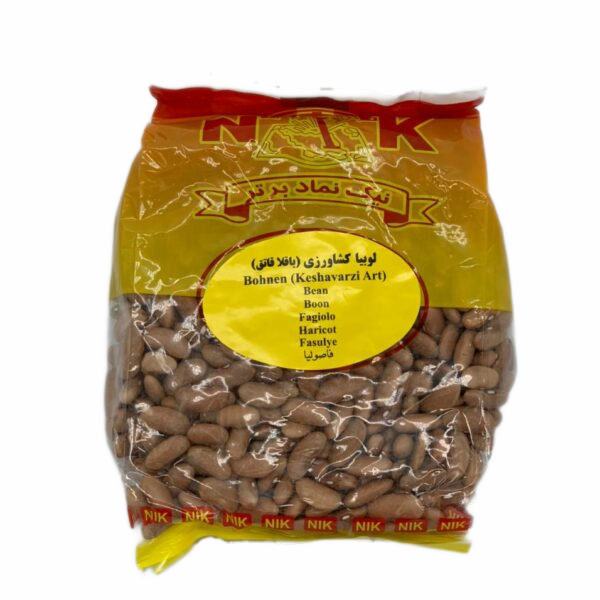 NIK
نیک نماد برتر
لوبیا کشاورزی (باقلا قاتق)
Bohnen (Keshavarzi Art)
Bean
Boon
Fagiolo
Haricot
Fasulye
فاصوليا
NIK NIK NIK NIK NIK NIK NIK NIK